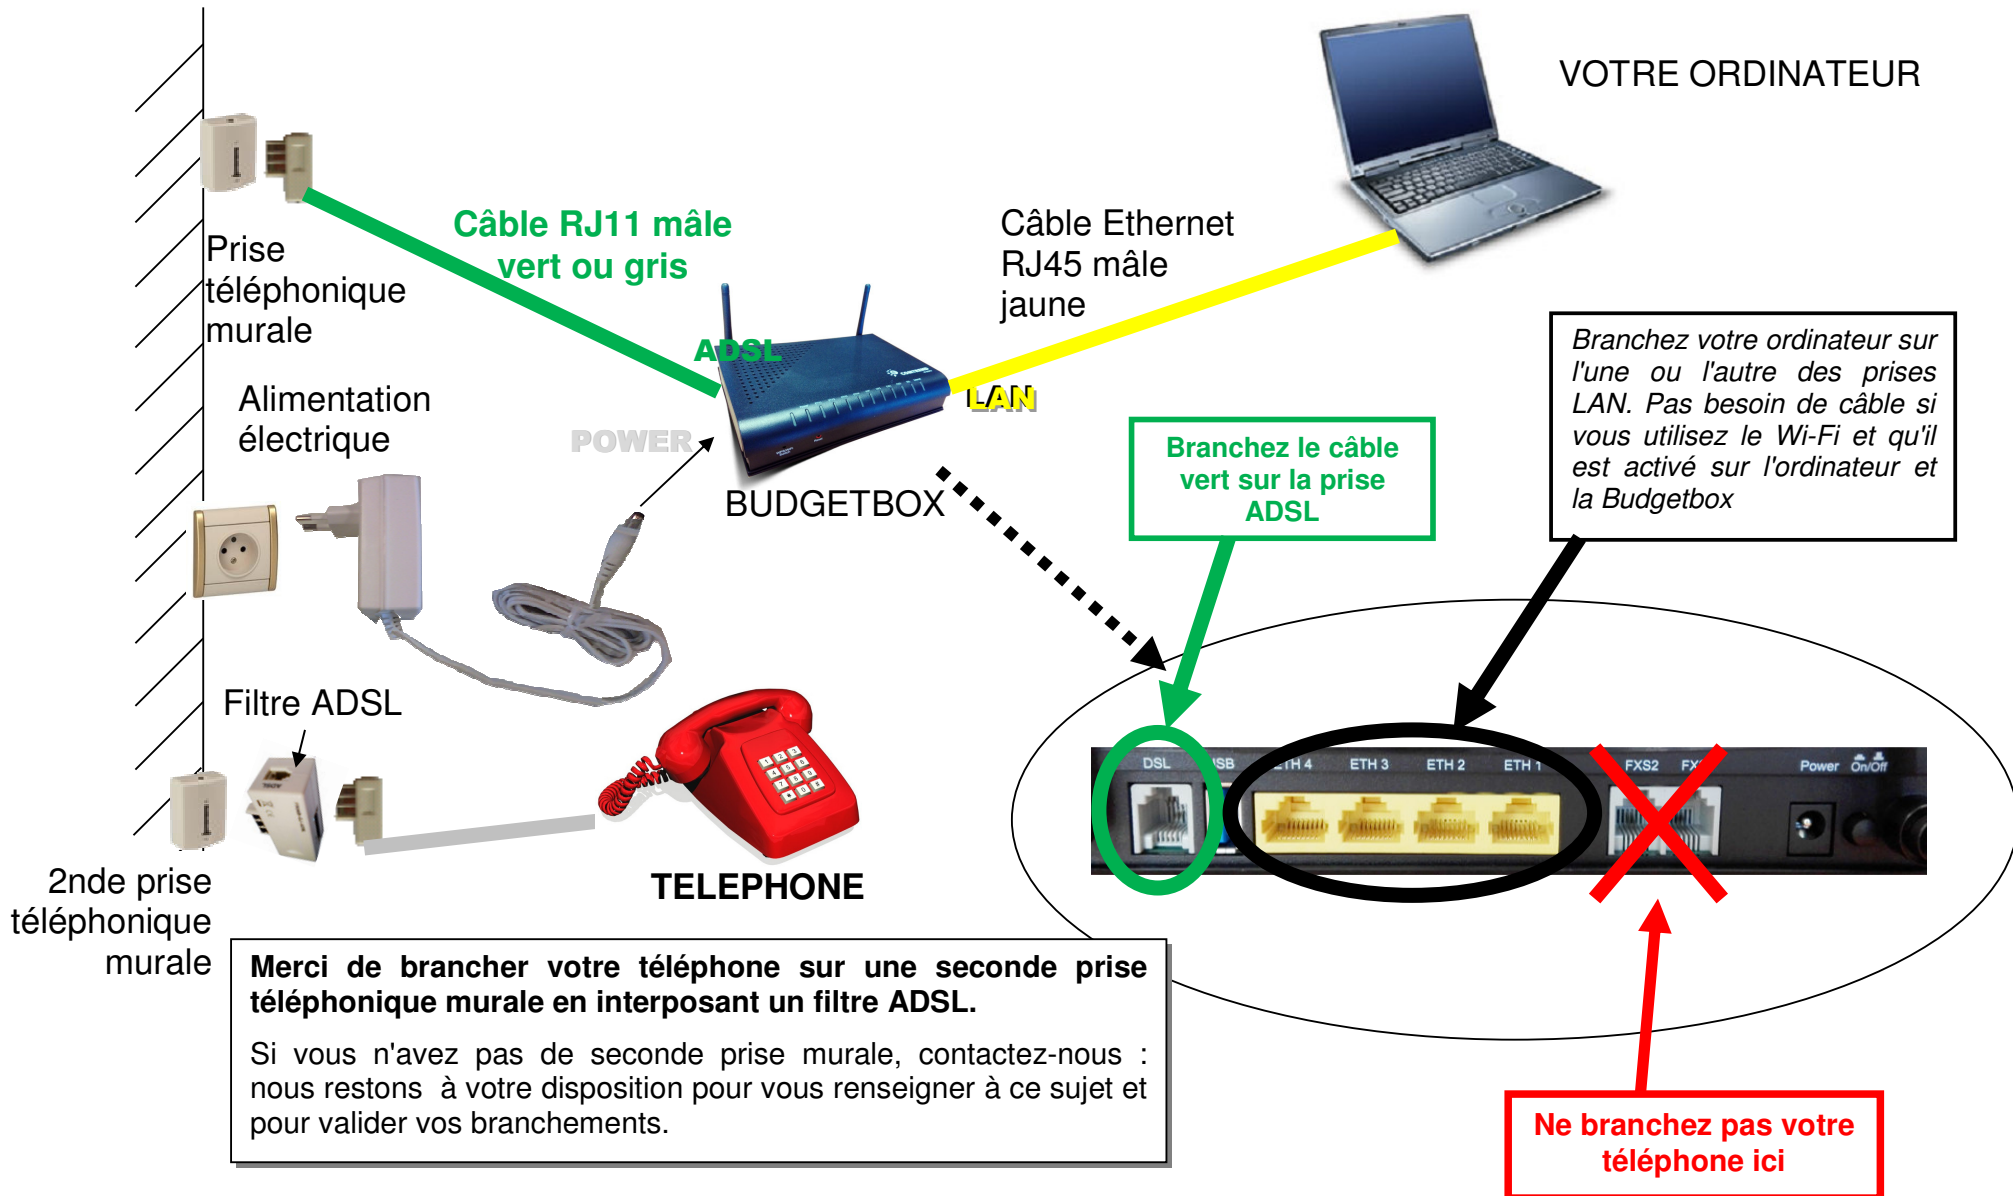 VOTRE ORDINATEUR
Câble RJ11 mâle
vert ou gris
Câble Ethernet
RJ45 mâle
jaune
Prise
téléphonique
murale
ADSL
LAN
Alimentation
électrique
POWER
BUDGETBOX
Branchez le câble
vert sur la prise
ADSL
Branchez votre ordinateur sur
l'une ou l'autre des prises
LAN. Pas besoin de câble si
vous utilisez le Wi-Fi et qu'il
est activé sur l'ordinateur et
la Budgetbox
Filtre ADSL
TELEPHONE
2nde prise
téléphonique
murale
DSL
ETH 4
ETH 3
ETH 2
ETH 1
FXS2
Power
On/Off
Merci de brancher votre téléphone sur une seconde prise
téléphonique murale en interposant un filtre ADSL.
Si vous n'avez pas de seconde prise murale, contactez-nous :
nous restons à votre disposition pour vous renseigner à ce sujet et
pour valider vos branchements.
Ne branchez pas votre
téléphone ici